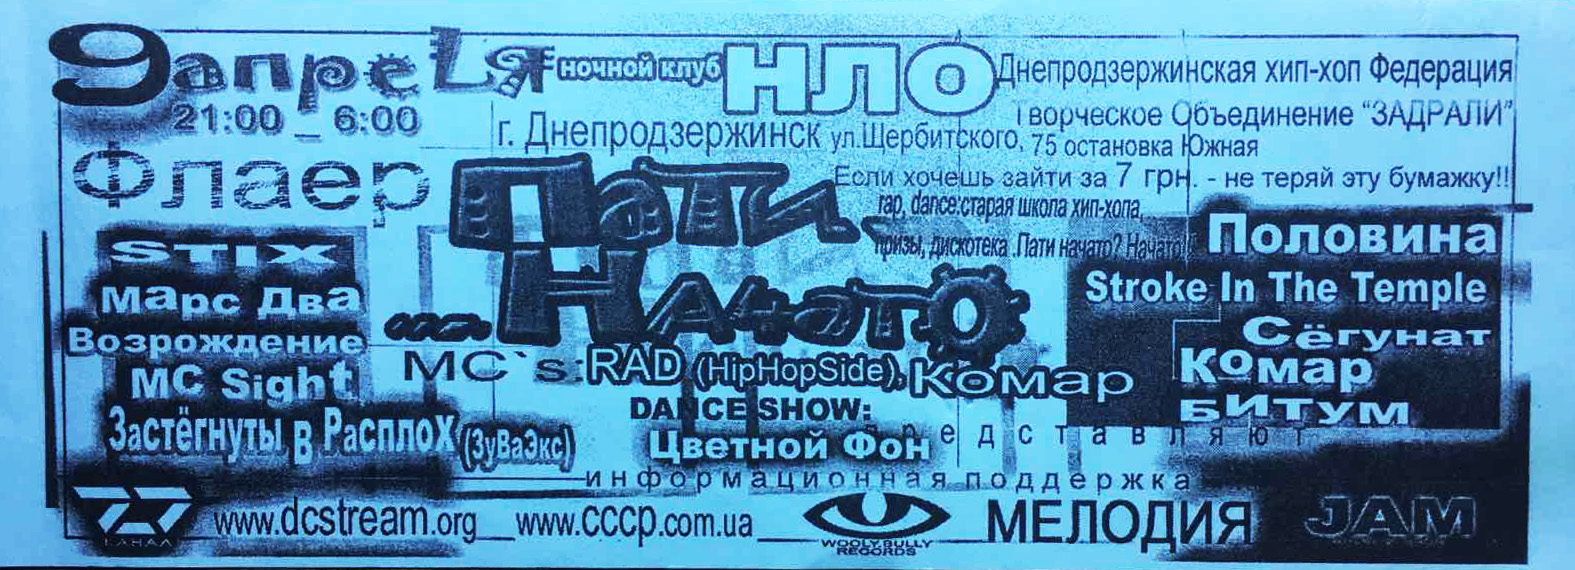 9 апреля
21:00 _ 6:00
Флаер
ночной клуб НЛО
г. Днепродзержинск ул.Щербитского, 75 остановка Южная
Днепродзержинская хип-хоп Федерация
Творческое Объединение "ЗАДРАЛИ"
Если хочешь зайти за 7 грн. - не теряй эту бумажку!!
rap, dance:старая школа хип-хопа,
призы, дискотека .Пати начато? Начато!!
Пати
....Начато
STIX
Марс Два
Возрождение
MC Sight
Застёгнуты в Расплох (ЗуВаЭкс)
MC`s: RAD (HipHopSide), Комар
DANCE SHOW:
Цветной Фон
Половина
Stroke In The Temple
Сёгунат
Комар
БИТУМ
представляют
информационная поддержка
27
КАНАЛ
www.dcstream.org _ www.cccp.com.ua
WOOLY.BULLY
RECORDS
МЕЛОДИЯ
JAM